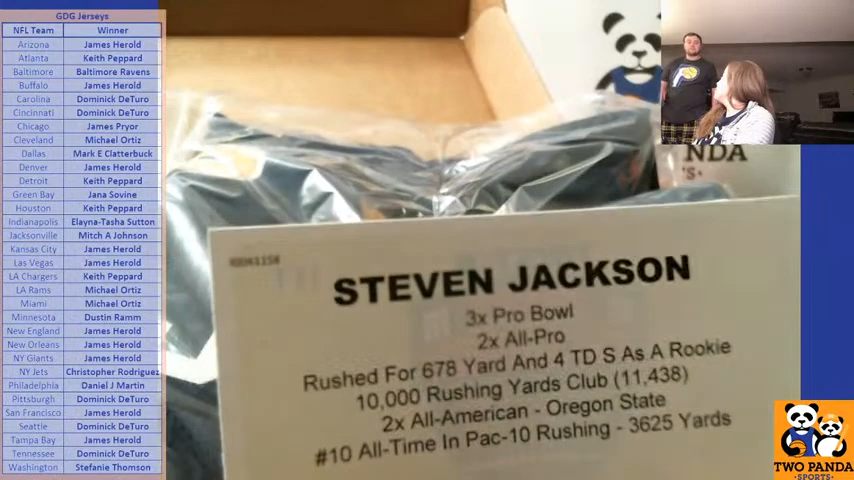 GDG Jerseys
NFL Team Winner
Arizona James Herold
Atlanta Keith Peppard
Baltimore Baltimore Ravens
Buffalo James Herold
Carolina Dominick DeTuro
Cincinnati Dominick DeTuro
Chicago James Pryor
Cleveland Michael Ortiz
Dallas Mark E Clatterbuck
Denver James Herold
Detroit Keith Peppard
Green Bay Jana Sovine
Houston Keith Peppard
Indianapolis Elayna-Tasha Sutton
Jacksonville Mitch A Johnson
Kansas City James Herold
Las Vegas James Herold
LA Chargers Keith Peppard
LA Rams Michael Ortiz
Miami Michael Ortiz
Minnesota Dustin Ramm
New England James Herold
New Orleans James Herold
NY Giants James Herold
NY Jets Christopher Rodriguez
Philadelphia Daniel J Martin
Pittsburgh Dominick DeTuro
San Francisco James Herold
Seattle Dominick DeTuro
Tampa Bay James Herold
Tennessee Dominick DeTuro
Washington Stefanie Thomson
PANDA
STEVEN JACKSON
3x Pro Bowl
2x All-Pro
Rushed For 678 Yard And 4 TD S As A Rookie
10,000 Rushing Yards Club (11,438)
2x All-American - Oregon State
#10 All-Time In Pac-10 Rushing - 3625 Yards
TWO PANDA
SPORTS